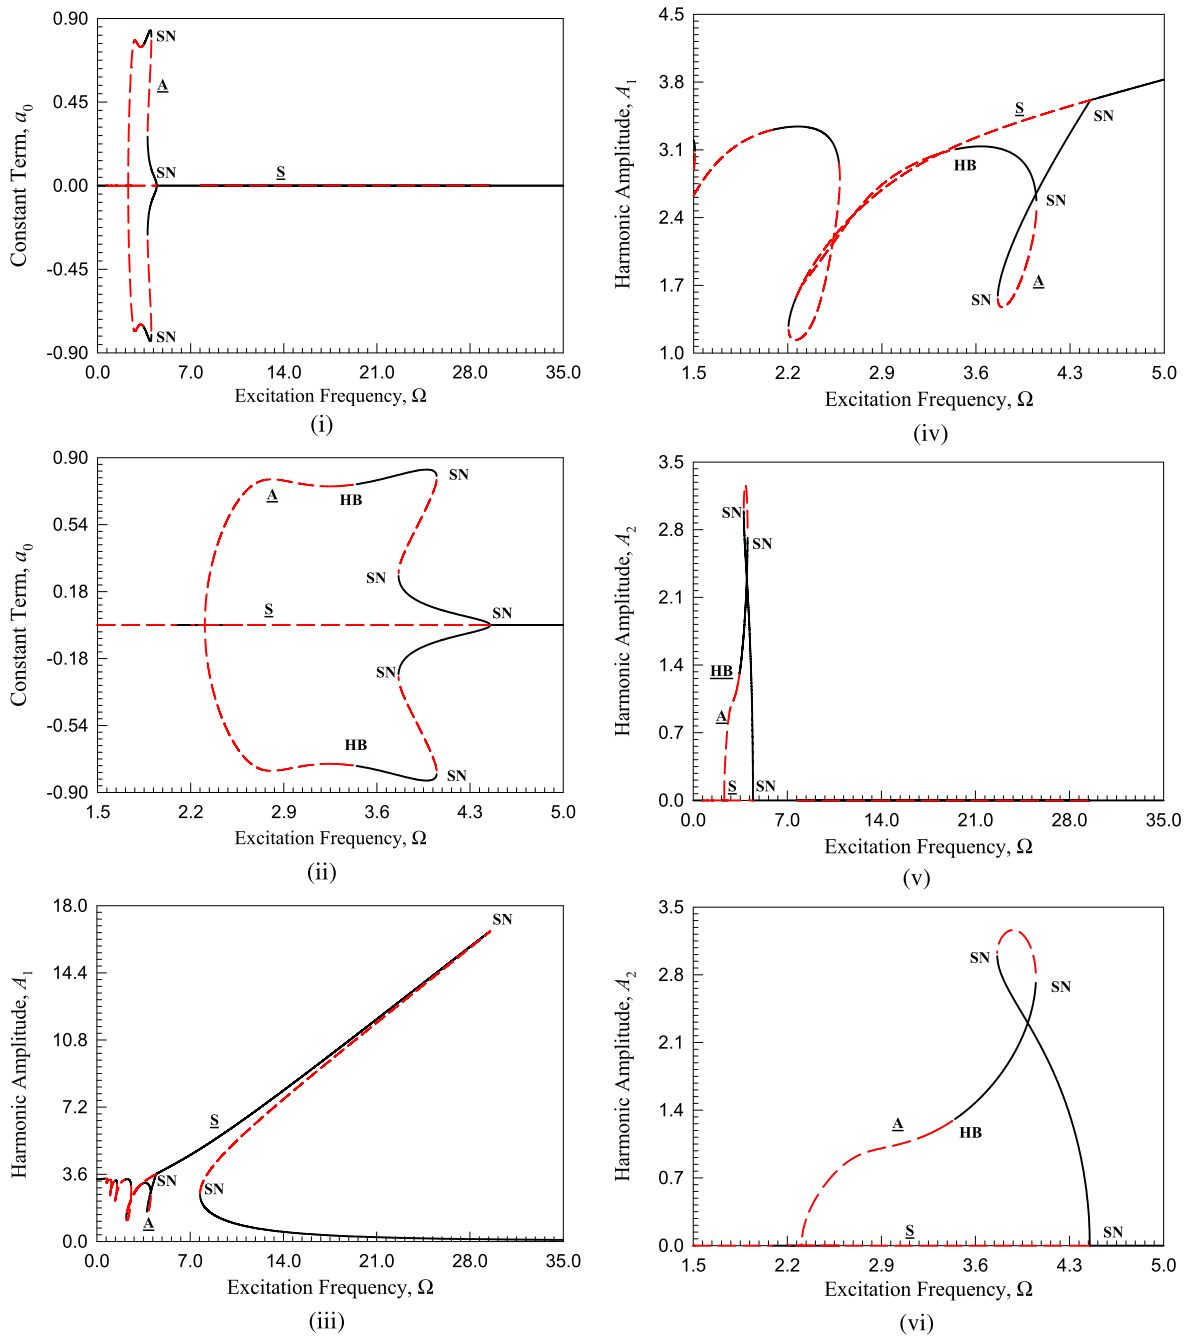 0.90
0.45
0.00
-0.45
-0.90
Constant Term, a0
SN
A
SN
S
SN
0.0 7.0 14.0 21.0 28.0 35.0
Excitation Frequency, Ω
(i)
0.90
0.54
0.18
-0.18
-0.54
-0.90
Constant Term, a0
A
HB
SN
SN
S
SN
SN
HB
SN
1.5 2.2 2.9 3.6 4.3 5.0
Excitation Frequency, Ω
(ii)
18.0
14.4
10.8
7.2
3.6
0.0
Harmonic Amplitude, A1
SN
S
SN
SN
A
0.0 7.0 14.0 21.0 28.0 35.0
Excitation Frequency, Ω
(iii)
4.5
3.8
3.1
2.4
1.7
1.0
Harmonic Amplitude, A1
S
SN
HB
SN
SN
A
1.5 2.2 2.9 3.6 4.3 5.0
Excitation Frequency, Ω
(iv)
3.5
2.8
2.1
1.4
0.7
0.0
Harmonic Amplitude, A2
SN
SN
HB
A
S
SN
0.0 7.0 14.0 21.0 28.0 35.0
Excitation Frequency, Ω
(v)
3.5
2.8
2.1
1.4
0.7
0.0
Harmonic Amplitude, A2
SN
SN
A
HB
S
SN
1.5 2.2 2.9 3.6 4.3 5.0
Excitation Frequency, Ω
(vi)